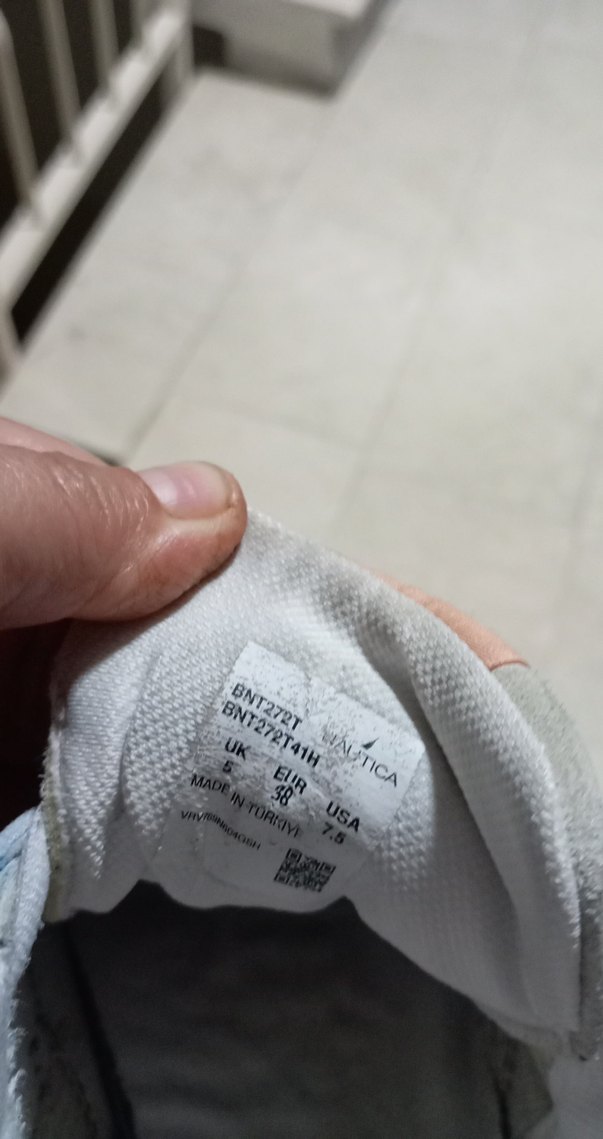 BNT272T
BNT272T41H
NAUTICA
UK EUR USA
5 38 7.5
MADE IN TÜRKİYE